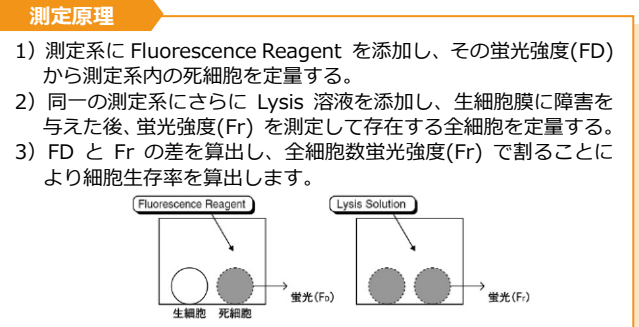 測定原理
1）測定系に Fluorescence Reagent を添加し、その蛍光強度(FD)
から測定系内の死細胞を定量する。
2）同一の測定系にさらに Lysis 溶液を添加し、生細胞膜に障害を
与えた後、蛍光強度(Fr) を測定して存在する全細胞を定量する。
3）FD と Fr の差を算出し、全細胞数蛍光強度(Fr) で割ることに
より細胞生存率を算出します。
Fluorescence Reagent
Lysis Solution
蛍光(FD)
蛍光(Fr)
生細胞 死細胞